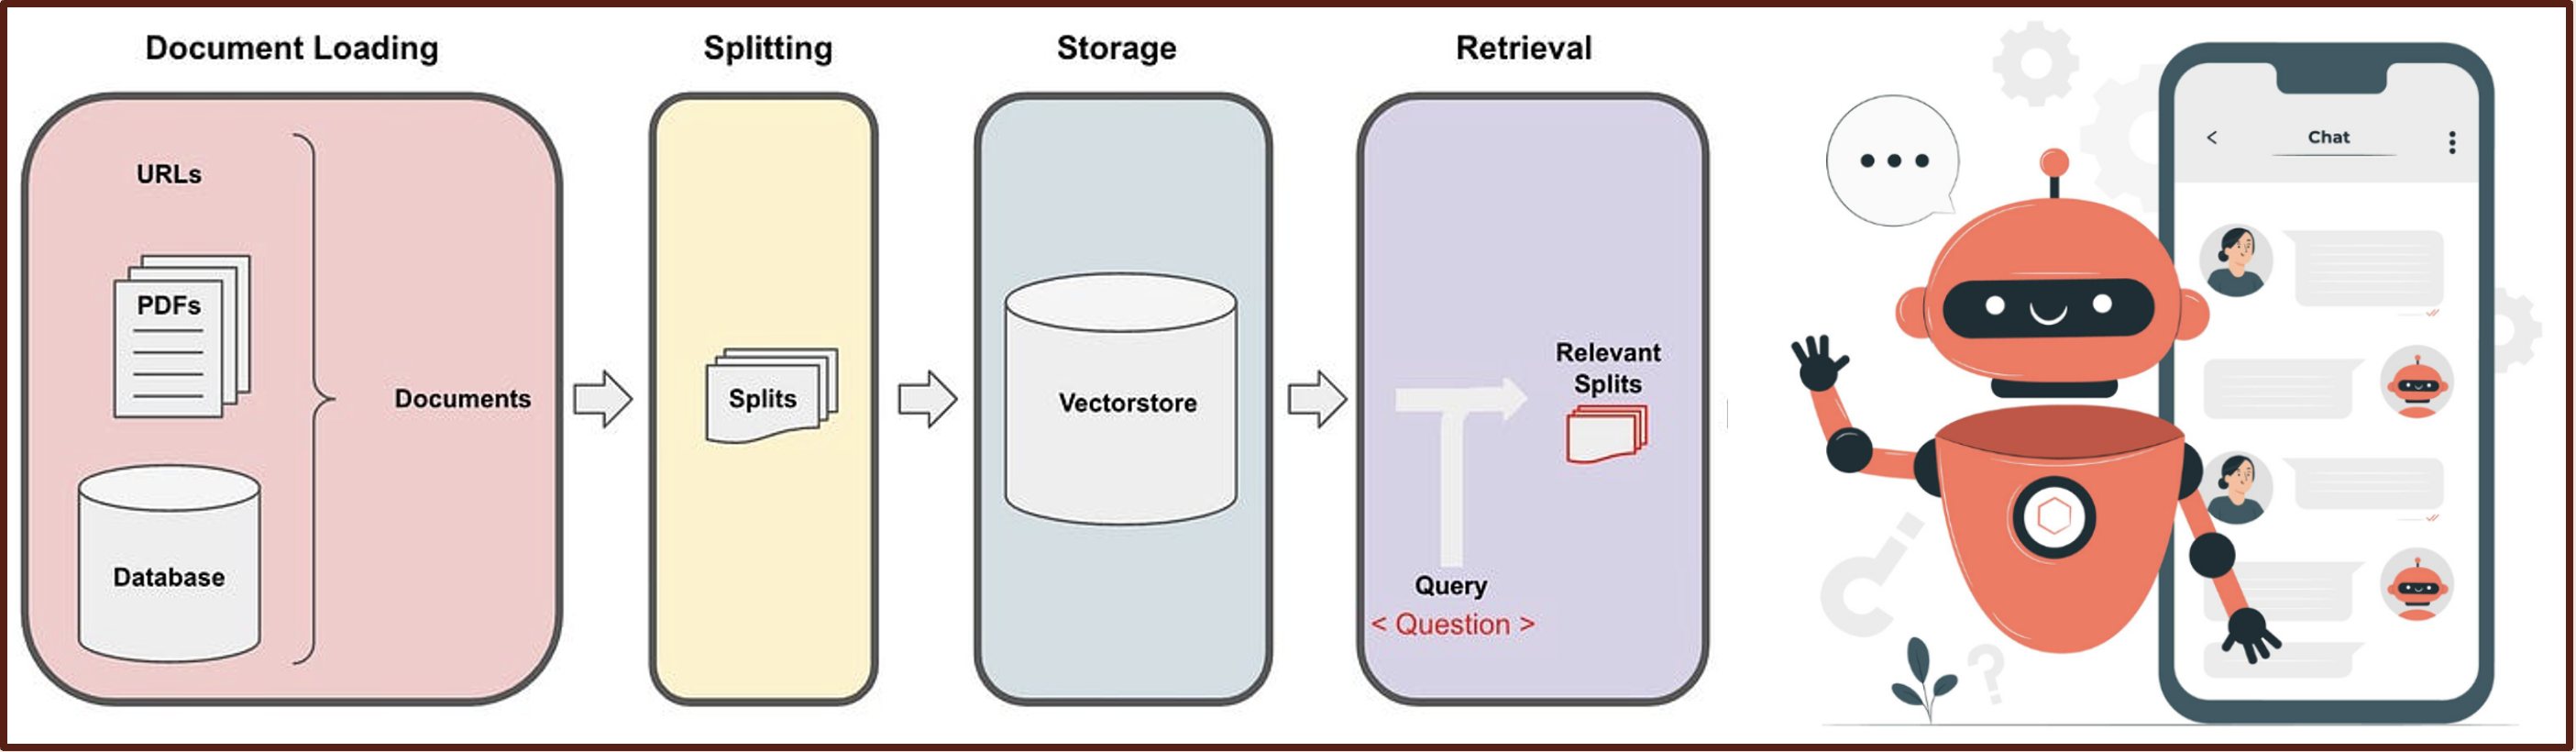 Document Loading
URLs
PDFs
Database
Documents
Splitting
Splits
Storage
Vectorstore
Retrieval
Relevant
Splits
Query
< Question >
Chat